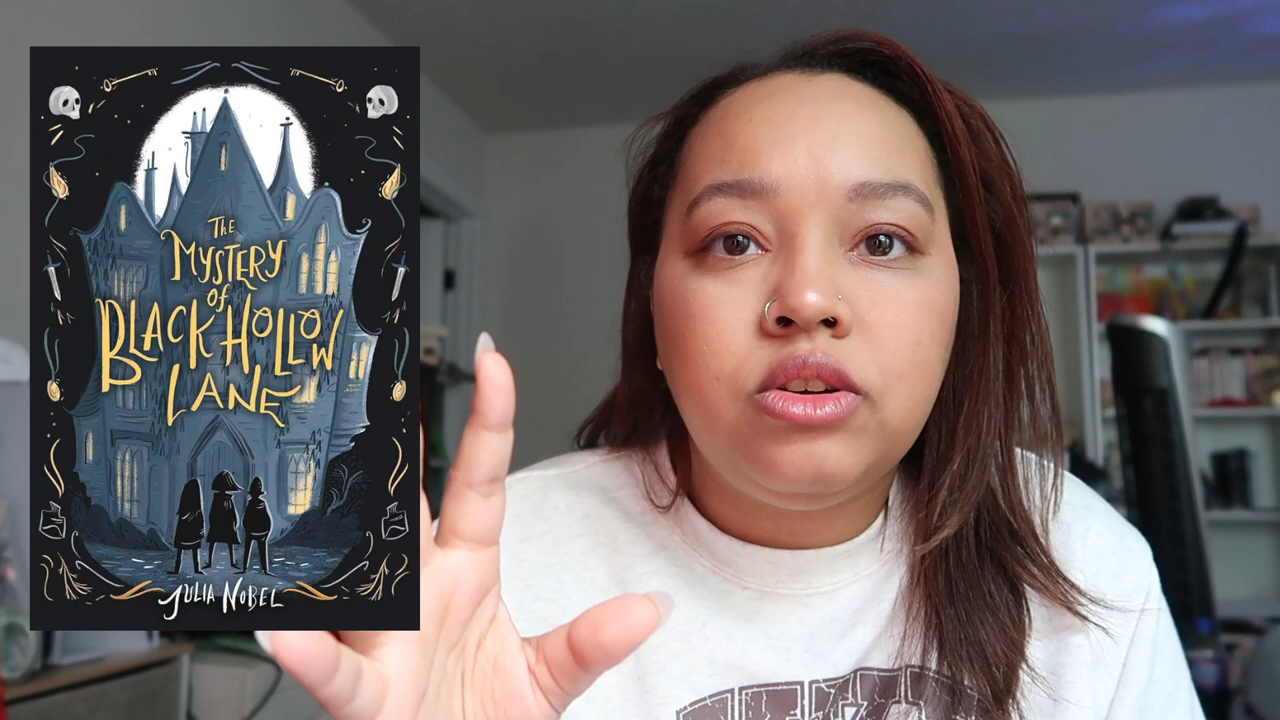 THE
MYSTERY
of
BLACK HOLLOW
LANE
JULIA NOBEL